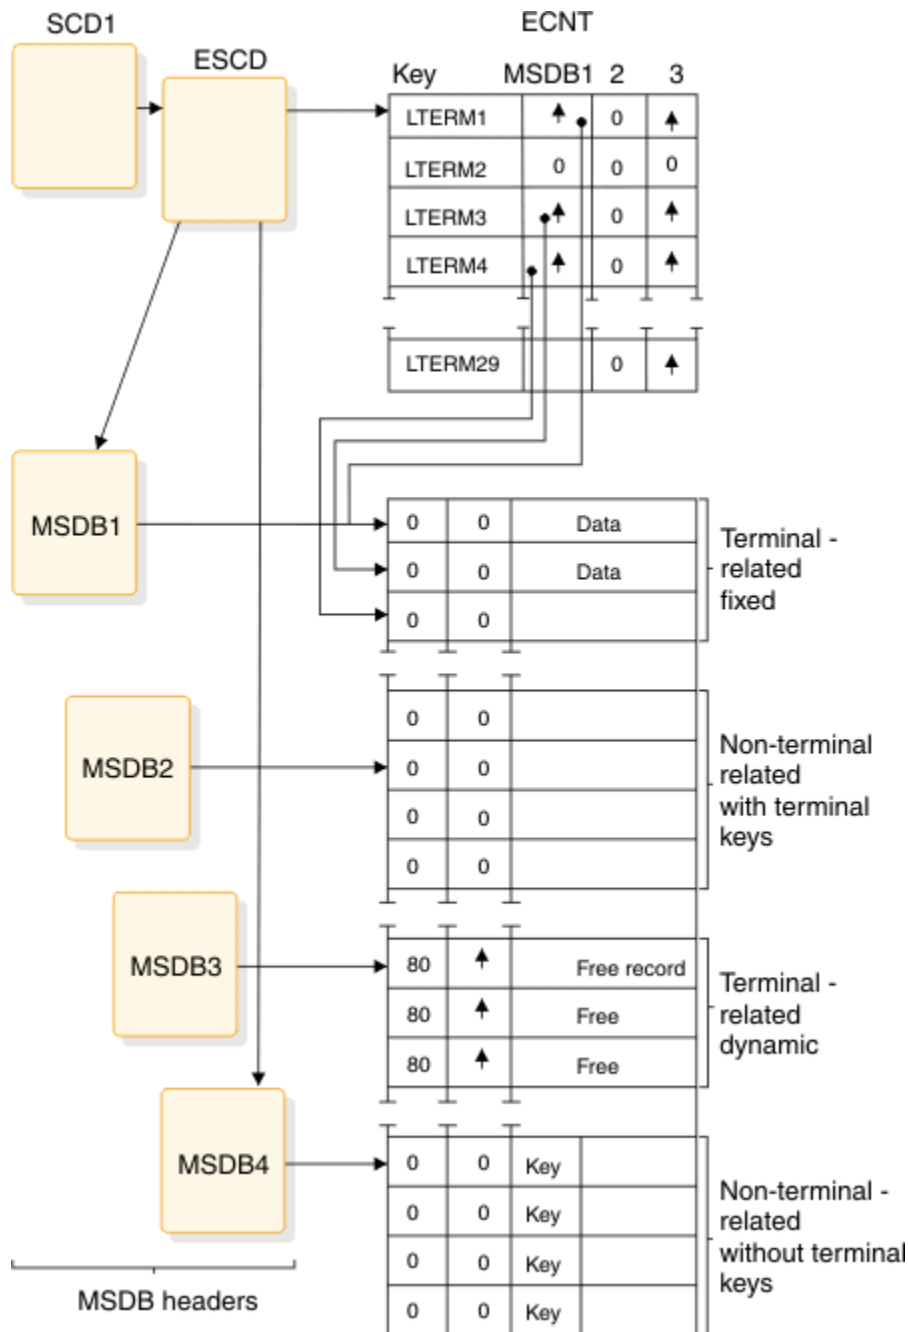 SCD1
ESCD
ECNT
Key MSDB1 2 3
LTERM1 0
LTERM2 0 0 0
LTERM3 0
LTERM4 0
LTERM29 0
MSDB1
0 0 Data
0 0 Data
0 0
Terminal -
related
fixed
MSDB2
0 0
0 0
0 0
0 0
Non-terminal
related
with terminal
keys
MSDB3
80 Free record
80 Free
80 Free
Terminal -
related
dynamic
MSDB4
0 0 Key
0 0 Key
0 0 Key
0 0 Key
Non-terminal -
related
without terminal
keys
MSDB headers